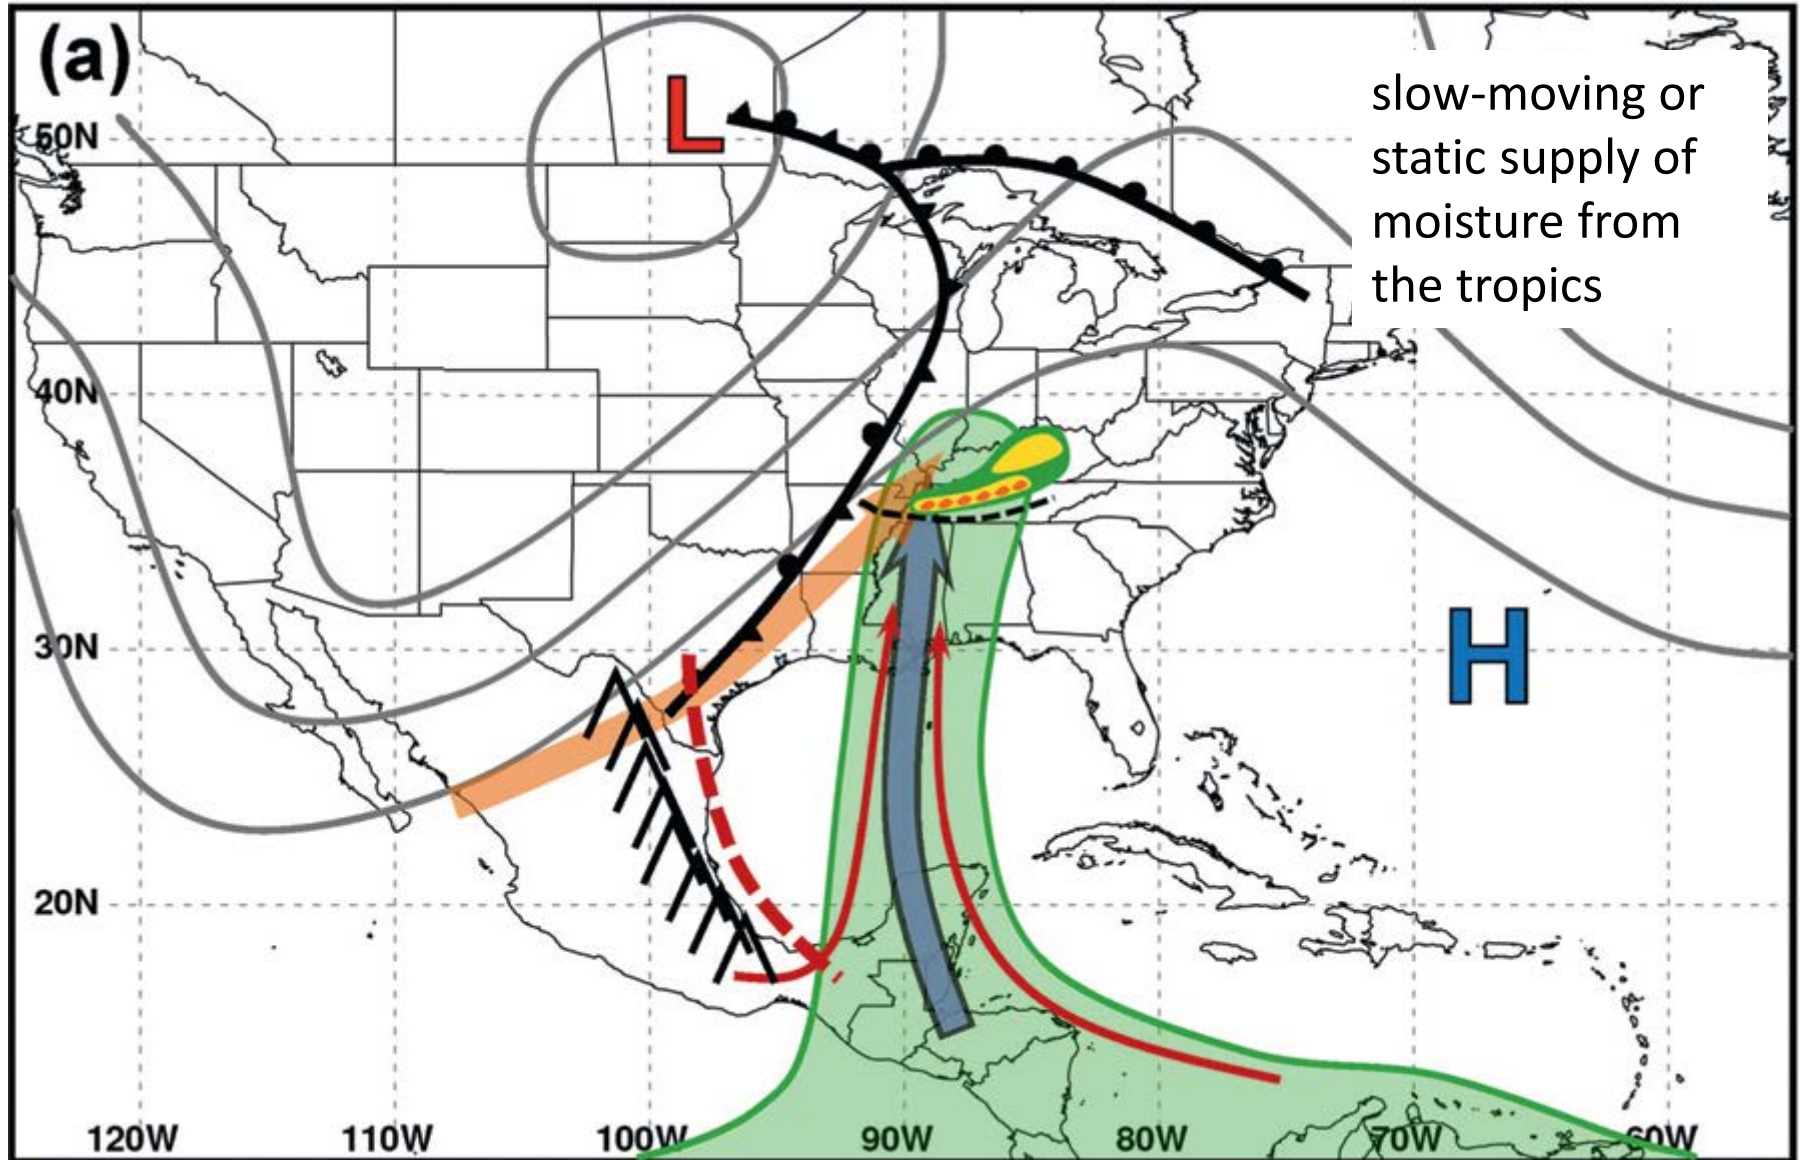 (a)
slow-moving or
static supply of
moisture from
the tropics
L
H
50N
40N
30N
20N
120W
110W
100W
90W
80W
70W
60W